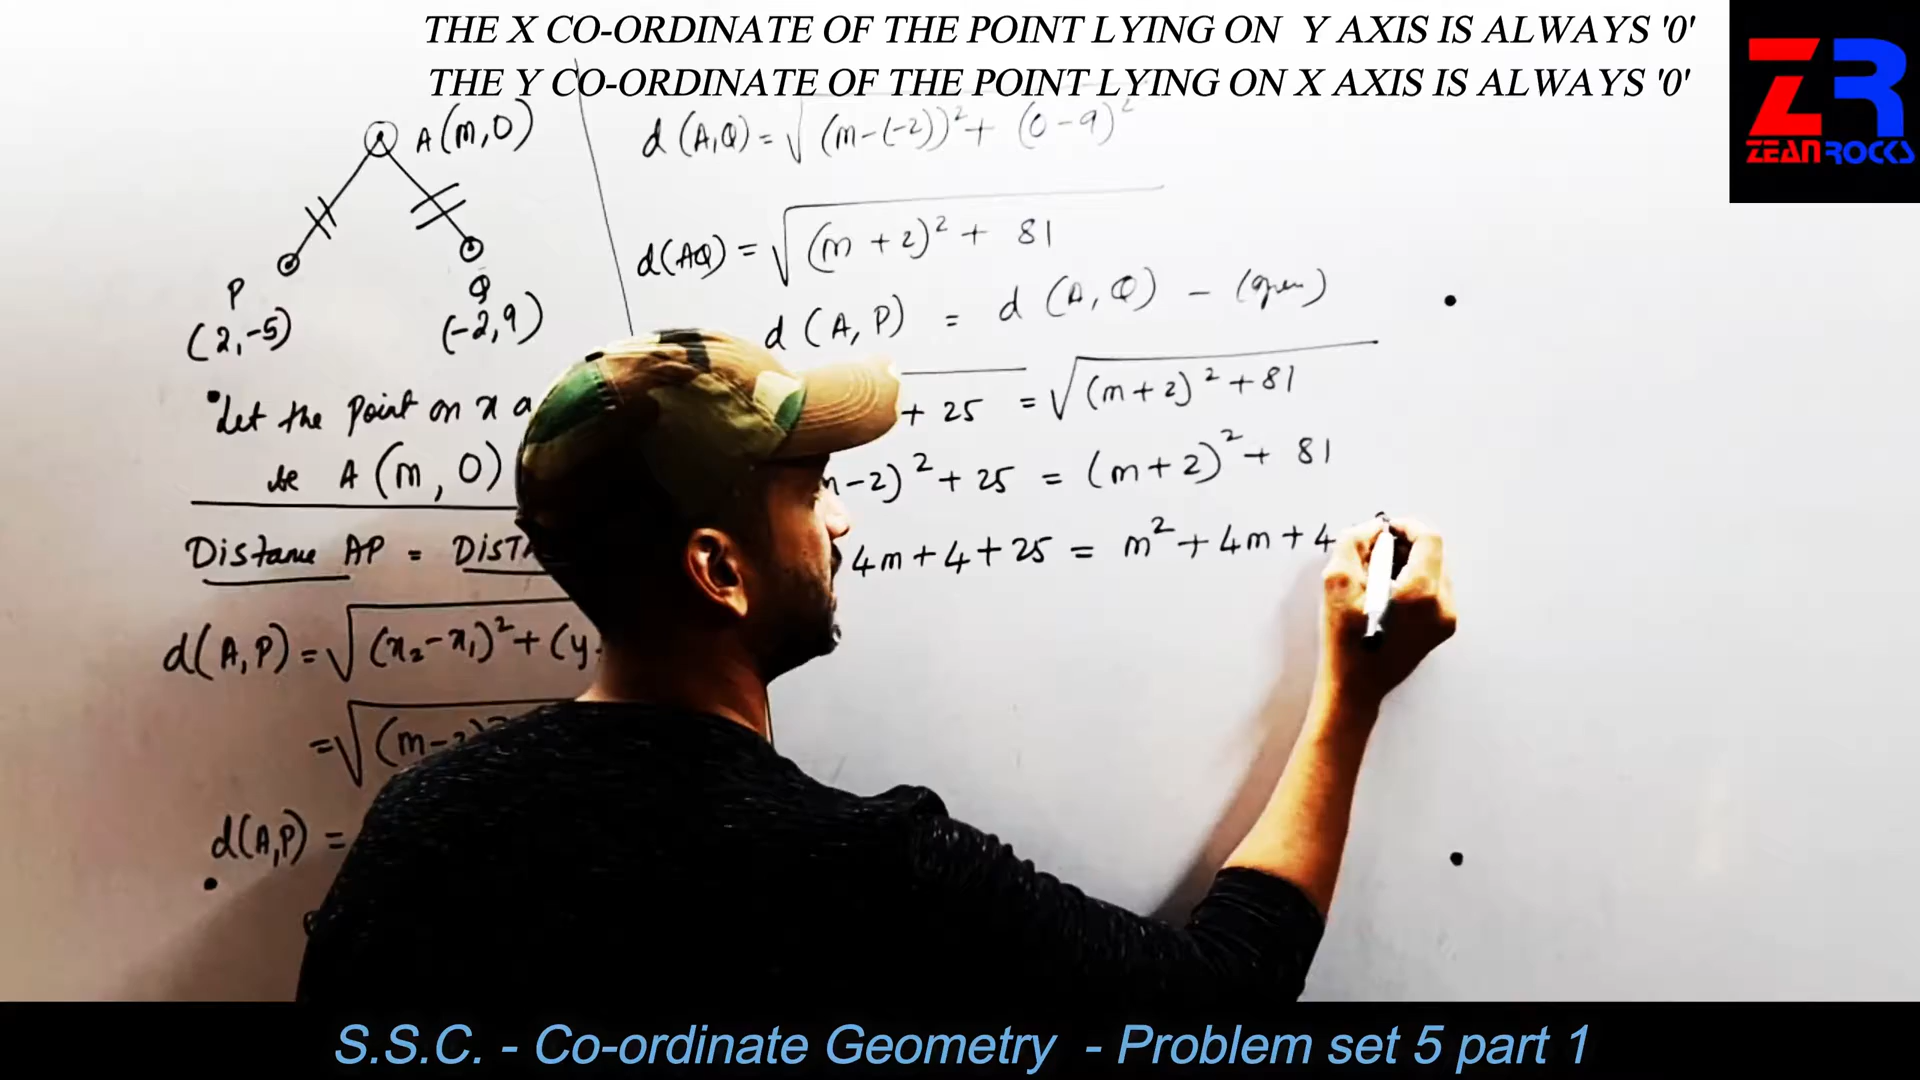 THE X CO-ORDINATE OF THE POINT LYING ON Y AXIS IS ALWAYS '0'
THE Y CO-ORDINATE OF THE POINT LYING ON X AXIS IS ALWAYS '0'
ZR
ZEAN ROCKS
A (m, 0)
P
(2, -5)
Q
(-2, 9)
Let the point on x a
be A (m, 0)
Distance AP = DISTA
d(A, P) = √(x₂ - x₁)² + (y
= √(m-2)²
d(A,P) =
d (A,Q) = √(m-(-2))² + (0-9)²
d(AQ) = √(m +2)² + 81
d (A, P) = d (A, Q) -
+ 25 = √(m+2)² + 81
-2)² + 25 = (m+2)² + 81
4m + 4 + 25 = m² + 4m + 4
S.S.C. - Co-ordinate Geometry - Problem set 5 part 1